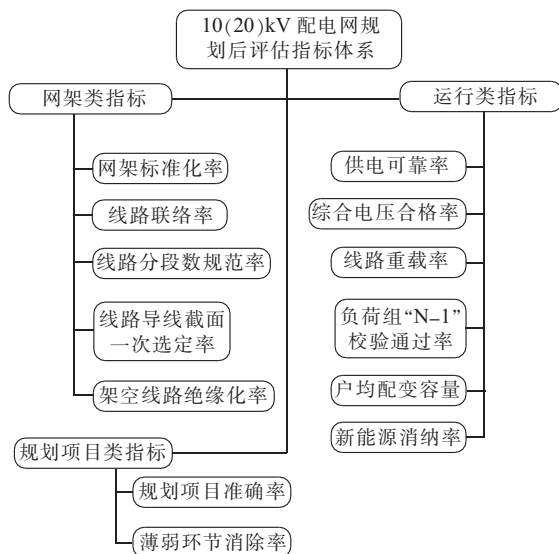 10(20)kV 配电网规
划后评估指标体系
网架类指标
网架标准化率
线路联络率
线路分段数规范率
线路导线截面
一次选定率
架空线路绝缘化率
运行类指标
供电可靠率
综合电压合格率
线路重载率
负荷组“N–1”
校验通过率
户均配变容量
新能源消纳率
规划项目类指标
规划项目准确率
薄弱环节消除率